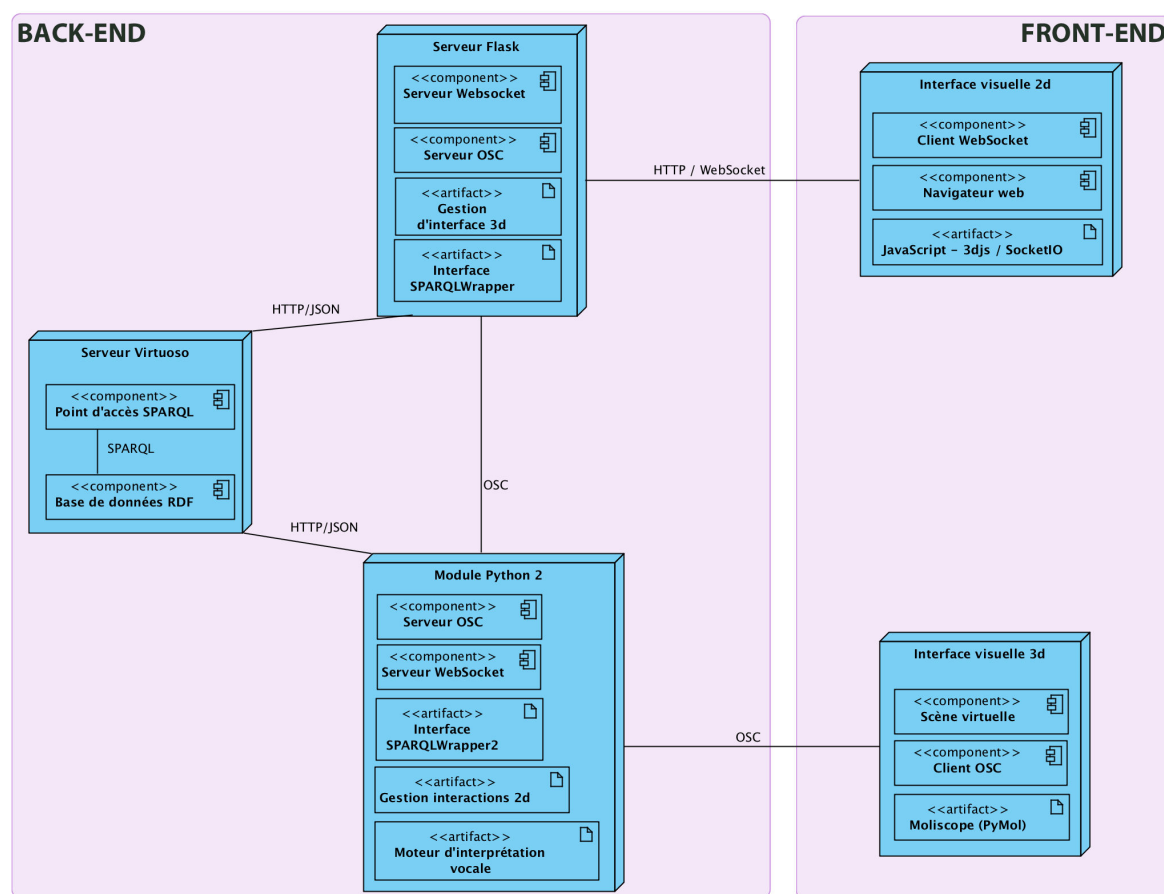 BACK-END
Serveur Flask
<<component>>
Serveur Websocket
<<component>>
Serveur OSC
<<artifact>>
Gestion
d'interface 3d
<<artifact>>
Interface
SPARQLWrapper
HTTP/JSON
Serveur Virtuoso
<<component>>
Point d'accès SPARQL
SPARQL
<<component>>
Base de données RDF
HTTP/JSON
OSC
Module Python 2
<<component>>
Serveur OSC
<<component>>
Serveur WebSocket
<<artifact>>
Interface
SPARQLWrapper2
<<artifact>>
Gestion interactions 2d
<<artifact>>
Moteur d'interprétation
vocale
HTTP / WebSocket
OSC
FRONT-END
Interface visuelle 2d
<<component>>
Client WebSocket
<<component>>
Navigateur web
<<artifact>>
JavaScript - 3djs / SocketIO
Interface visuelle 3d
<<component>>
Scène virtuelle
<<component>>
Client OSC
<<artifact>>
Moliscope (PyMol)